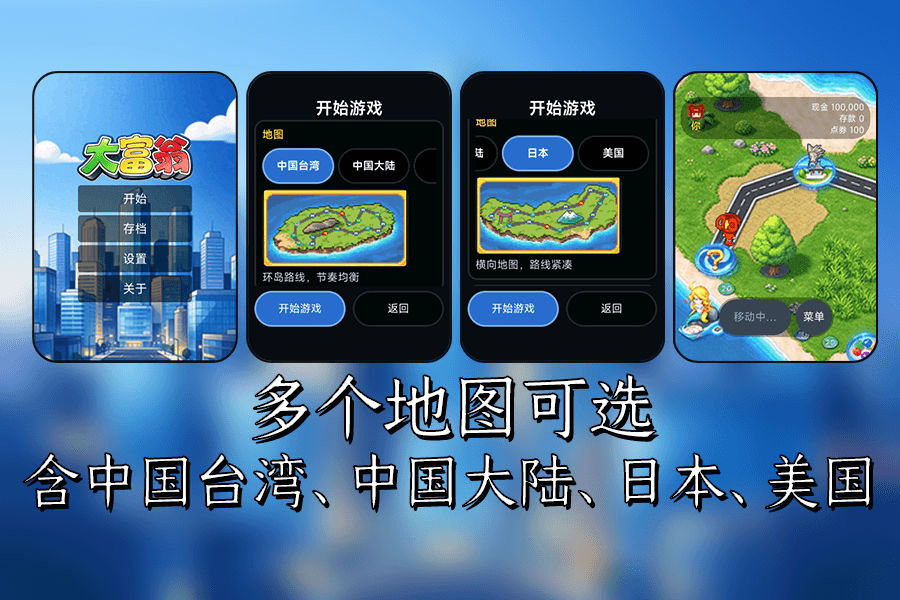 大富翁
开始
存档
设置
关于
开始游戏
地图
中国台湾
中国大陆
环岛路线，节奏均衡
开始游戏
返回
开始游戏
地图
陆
日本
美国
横向地图，路线紧凑
开始游戏
返回
现金 100,000
存款 0
点券 100
你
?
20
移动中...
菜单
20
多个地图可选
含中国台湾、中国大陆、日本、美国